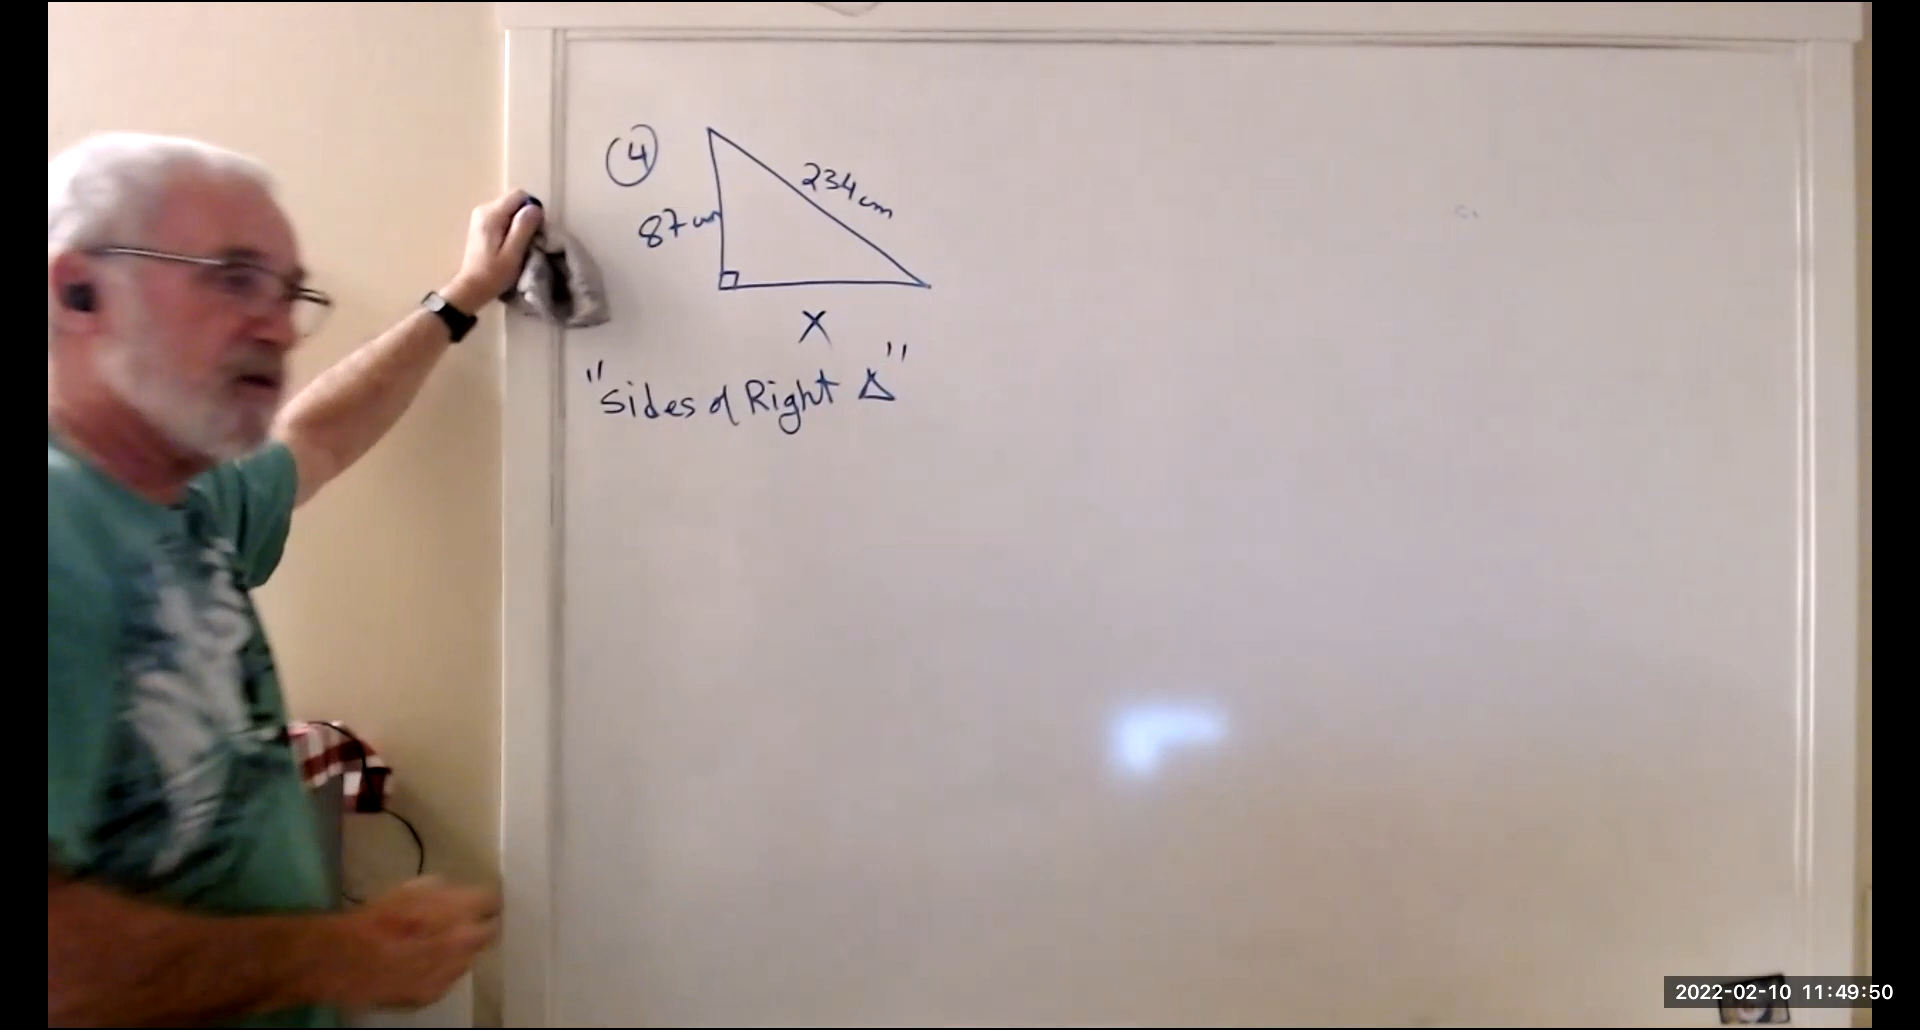 4
234cm
87cm
X
"Sides of Right Δ"
2022-02-10 11:49:50